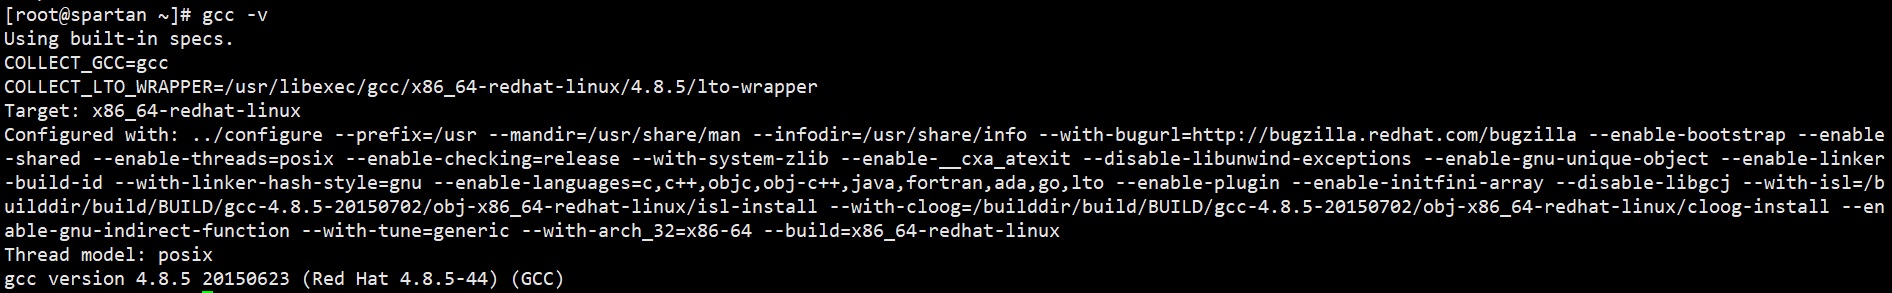 [root@spartan ~]# gcc -v
Using built-in specs.
COLLECT_GCC=gcc
COLLECT_LTO_WRAPPER=/usr/libexec/gcc/x86_64-redhat-linux/4.8.5/lto-wrapper
Target: x86_64-redhat-linux
Configured with: ../configure --prefix=/usr --mandir=/usr/share/man --infodir=/usr/share/info --with-bugurl=http://bugzilla.redhat.com/bugzilla --enable-bootstrap --enable
-shared --enable-threads=posix --enable-checking=release --with-system-zlib --enable-__cxa_atexit --disable-libunwind-exceptions --enable-gnu-unique-object --enable-linker
-build-id --with-linker-hash-style=gnu --enable-languages=c,c++,objc,obj-c++,java,fortran,ada,go,lto --enable-plugin --enable-initfini-array --disable-libgcj --with-isl=/b
uilddir/build/BUILD/gcc-4.8.5-20150702/obj-x86_64-redhat-linux/isl-install --with-cloog=/builddir/build/BUILD/gcc-4.8.5-20150702/obj-x86_64-redhat-linux/cloog-install --en
able-gnu-indirect-function --with-tune=generic --with-arch_32=x86-64 --build=x86_64-redhat-linux
Thread model: posix
gcc version 4.8.5 20150623 (Red Hat 4.8.5-44) (GCC)